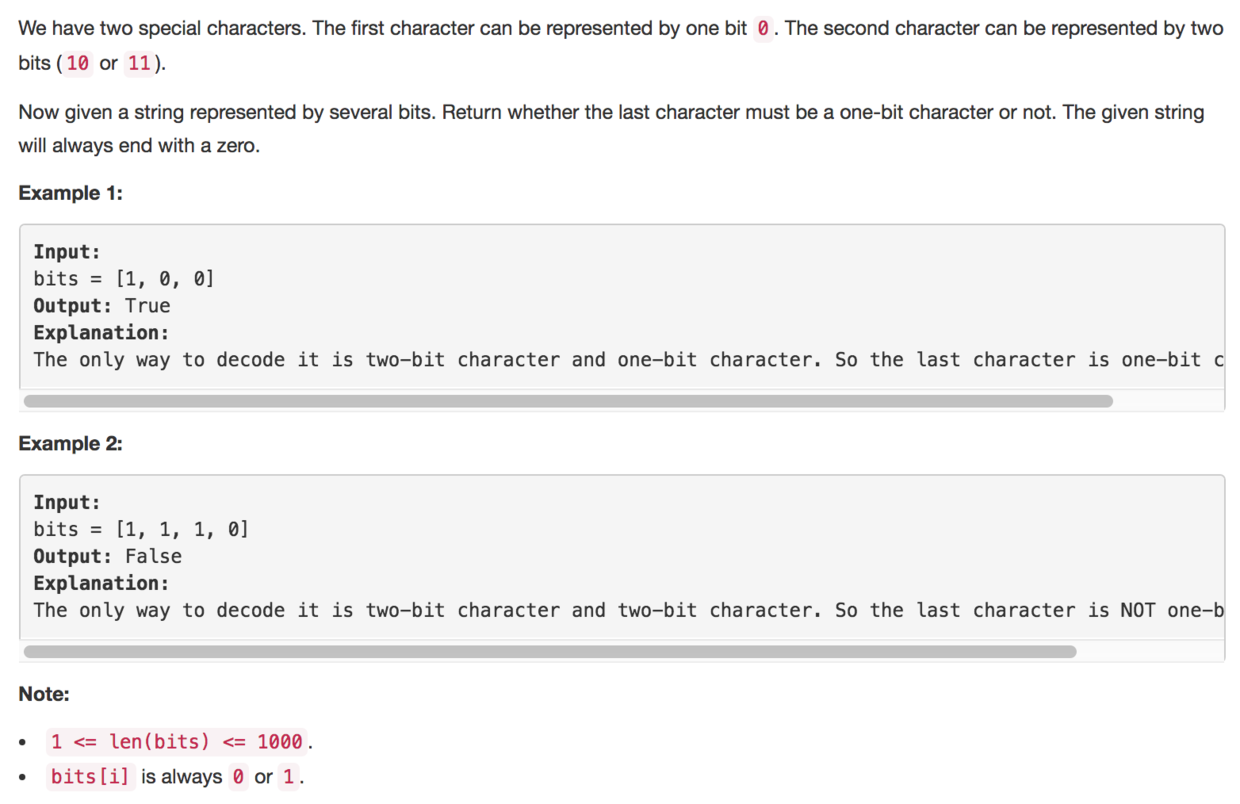 We have two special characters. The first character can be represented by one bit 0. The second character can be represented by two
bits (10 or 11).
Now given a string represented by several bits. Return whether the last character must be a one-bit character or not. The given string
will always end with a zero.
Example 1:
Input:
bits = [1, 0, 0]
Output: True
Explanation:
The only way to decode it is two-bit character and one-bit character. So the last character is one-bit c
Example 2:
Input:
bits = [1, 1, 1, 0]
Output: False
Explanation:
The only way to decode it is two-bit character and two-bit character. So the last character is NOT one-b
Note:
• 1 <= len(bits) <= 1000.
• bits[i] is always 0 or 1.